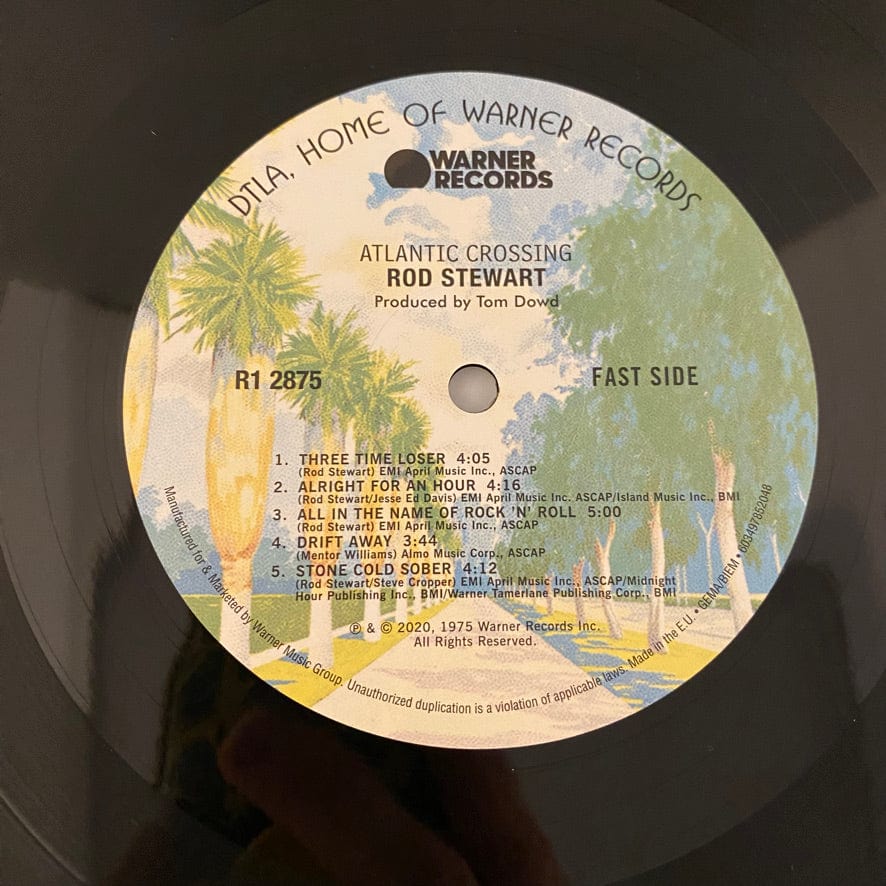 DTLA, HOME OF WARNER RECORDS
WARNER
RECORDS
ATLANTIC CROSSING
ROD STEWART
Produced by Tom Dowd
R1 2875
FAST SIDE
1. THREE TIME LOSER 4:05
(Rod Stewart) EMI April Music Inc., ASCAP
2. ALRIGHT FOR AN HOUR 4:16
(Rod Stewart/Jesse Ed Davis) EMI April Music Inc. ASCAP/Island Music Inc., BMI
3. ALL IN THE NAME OF ROCK 'N' ROLL 5:00
(Rod Stewart) EMI April Music Inc., ASCAP
4. DRIFT AWAY 3:44
(Mentor Williams) Almo Music Corp., ASCAP
5. STONE COLD SOBER 4:12
(Rod Stewart/Steve Cropper) EMI April Music Inc., ASCAP/Midnight
Hour Publishing Inc., BMI/Warner Tamerlane Publishing Corp., BMI
℗ & © 2020, 1975 Warner Records Inc.
All Rights Reserved.
Manufactured for & Marketed by Warner Music Group. Unauthorized duplication is a violation of applicable laws. Made in the E.U. • GEMA/BIEM • 603497852048